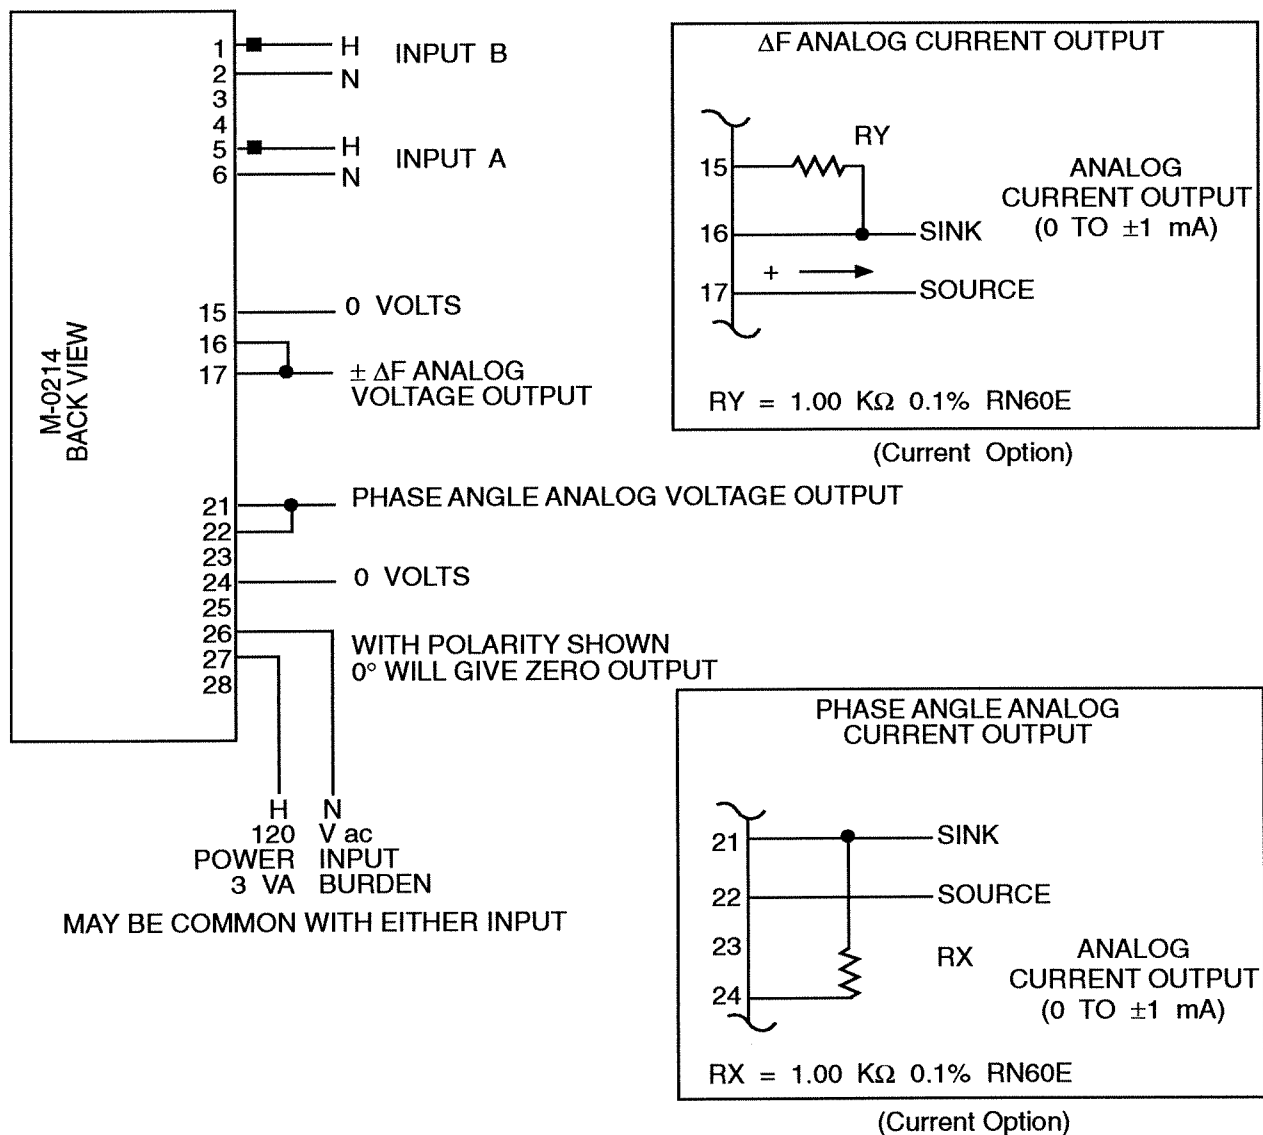 M-0214
BACK VIEW
1 H INPUT B
2 N
3
4
5 H INPUT A
6 N
15 0 VOLTS
16
17 ± ΔF ANALOG
VOLTAGE OUTPUT
21 PHASE ANGLE ANALOG VOLTAGE OUTPUT
22
23
24 0 VOLTS
25
26 WITH POLARITY SHOWN
27 0° WILL GIVE ZERO OUTPUT
28
H N
120 V ac
POWER INPUT
3 VA BURDEN
MAY BE COMMON WITH EITHER INPUT
ΔF ANALOG CURRENT OUTPUT
RY
15 ANALOG
CURRENT OUTPUT
16 SINK (0 TO ±1 mA)
+
17 SOURCE
RY = 1.00 KΩ 0.1% RN60E
(Current Option)
PHASE ANGLE ANALOG
CURRENT OUTPUT
21 SINK
22 SOURCE
23 RX ANALOG
CURRENT OUTPUT
24 (0 TO ±1 mA)
RX = 1.00 KΩ 0.1% RN60E
(Current Option)